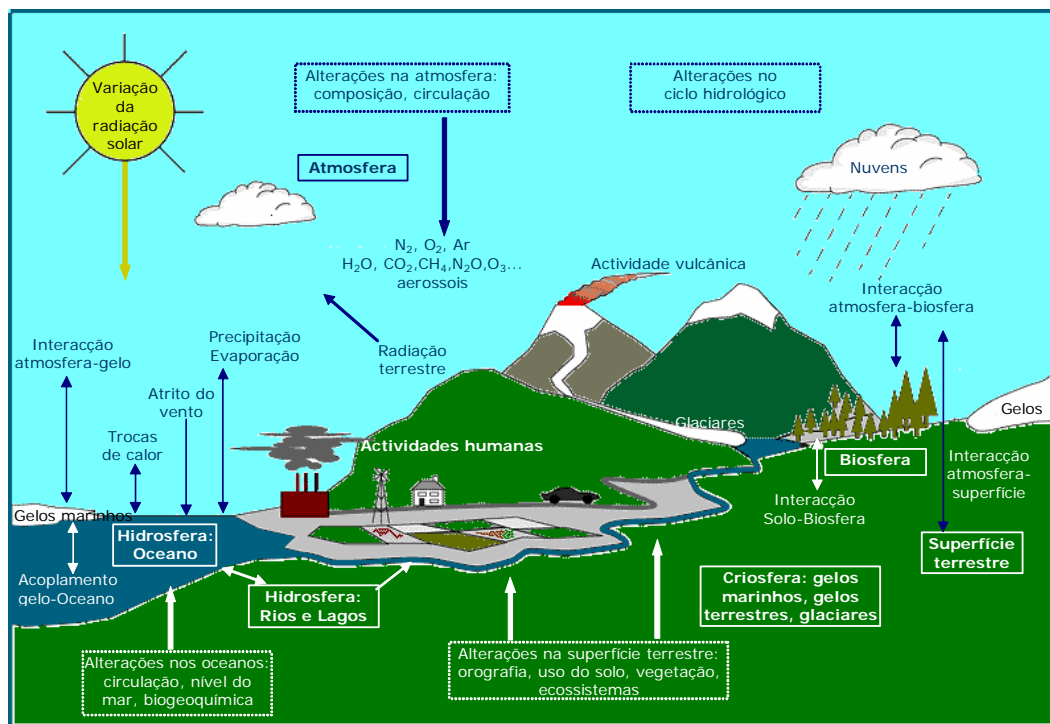 Variação
da
radiação
solar
Alterações na atmosfera:
composição, circulação
Alterações no
ciclo hidrológico
Atmosfera
Nuvens
N₂, O₂, Ar
H₂O, CO₂,CH₄,N₂O,O₃...
aerossois
Actividade vulcânica
Interacção
atmosfera-biosfera
Interacção
atmosfera-gelo
Precipitação
Evaporação
Radiação
terrestre
Atrito do
vento
Trocas
de calor
Actividades humanas
Glaciares
Gelos
Biosfera
Interacção
atmosfera-
superfície
Interacção
Solo-Biosfera
Gelos marinhos
Hidrosfera:
Oceano
Superfície
terrestre
Acoplamento
gelo-Oceano
Hidrosfera:
Rios e Lagos
Criosfera: gelos
marinhos, gelos
terrestres, glaciares
Alterações nos oceanos:
circulação, nível do
mar, biogeoquímica
Alterações na superfície terrestre:
orografia, uso do solo, vegetação,
ecossistemas